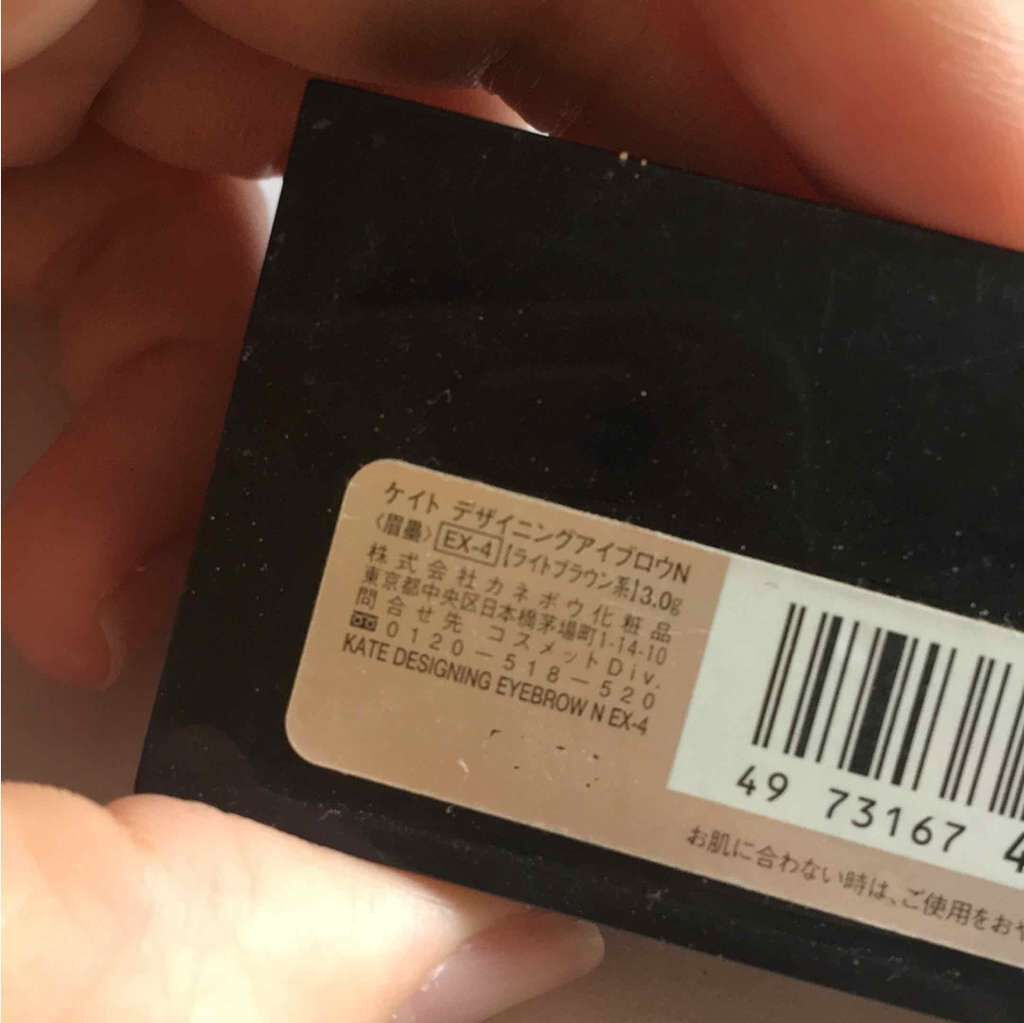 ケイト デザイニングアイブロウN
〈眉墨〉 EX-4 【ライトブラウン系】 3.0g
株式会社カネボウ化粧品
東京都中央区日本橋茅場町1-14-10
問合せ先 コスメットDiv.
0120-518-520
KATE DESIGNING EYEBROW N EX-4
49 73167 4
お肌に合わない時は、ご使用をおや